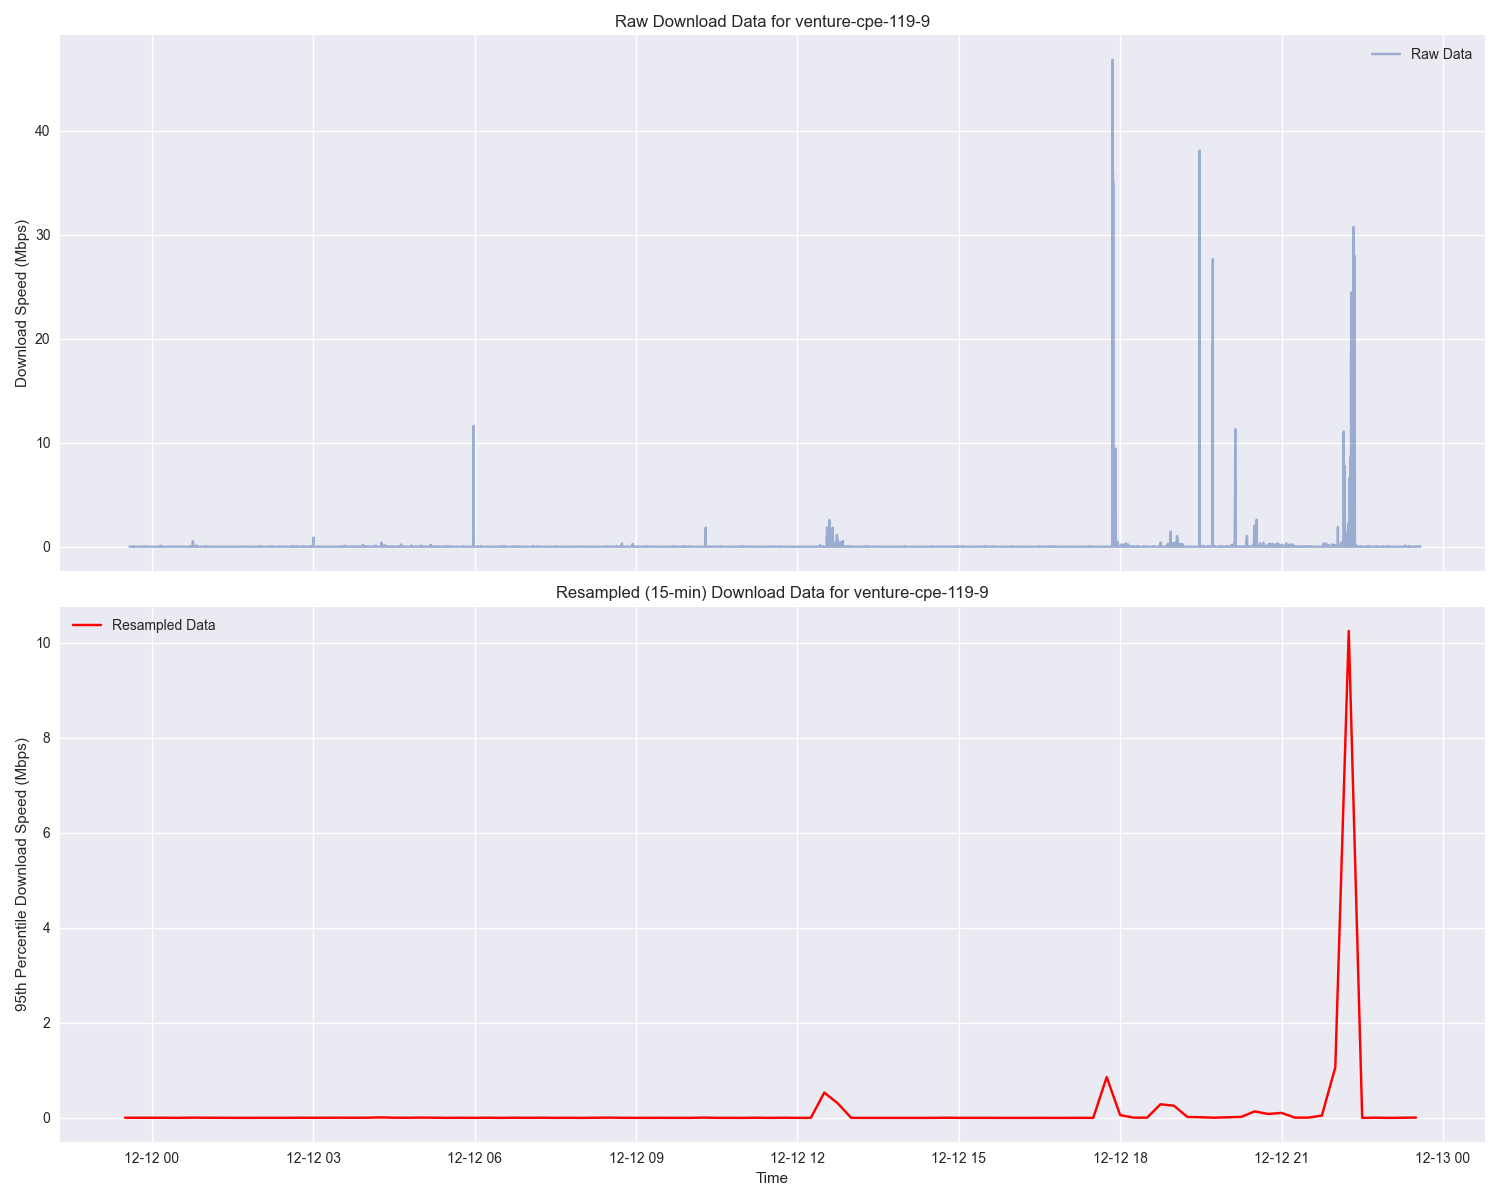 Raw Download Data for venture-cpe-119-9
Raw Data
40
30
20
10
0
Download Speed (Mbps)
Resampled (15-min) Download Data for venture-cpe-119-9
Resampled Data
10
8
6
4
2
0
95th Percentile Download Speed (Mbps)
12-12 00 12-12 03 12-12 06 12-12 09 12-12 12 12-12 15 12-12 18 12-12 21 12-13 00
Time